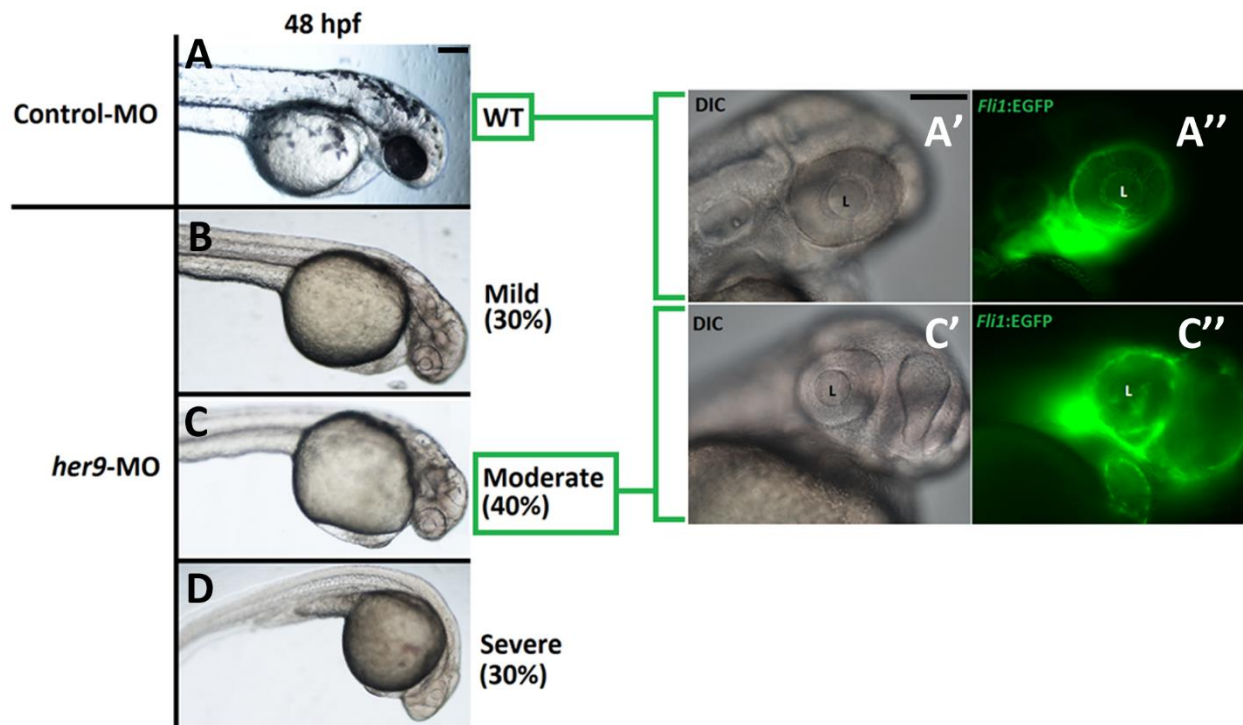 48 hpf
A
Control-MO
WT
B
Mild
(30%)
C
her9-MO
Moderate
(40%)
D
Severe
(30%)
DIC
A'
L
Fli1:EGFP
A''
L
DIC
C'
L
Fli1:EGFP
C''
L